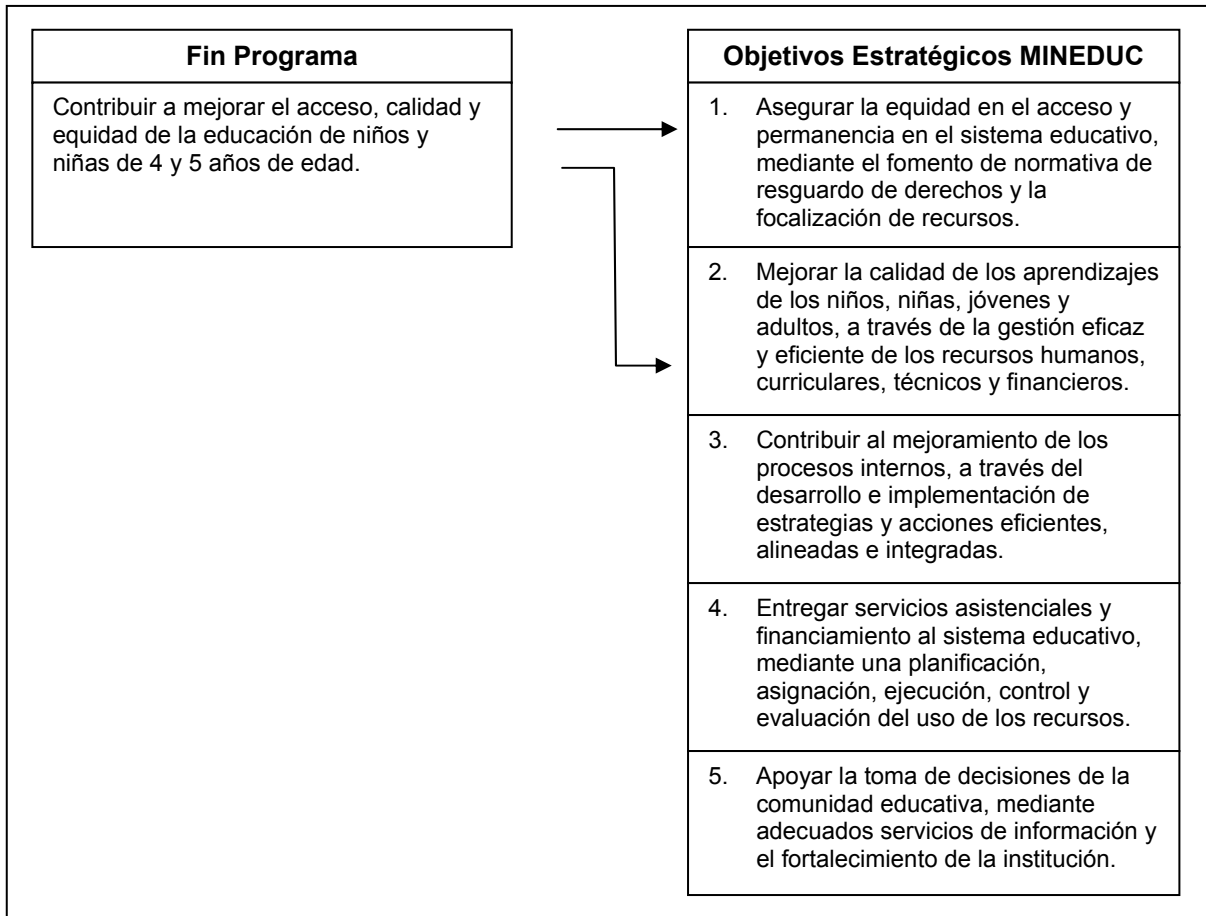 Fin Programa
Contribuir a mejorar el acceso, calidad y
equidad de la educación de niños y
niñas de 4 y 5 años de edad.
Objetivos Estratégicos MINEDUC
1. Asegurar la equidad en el acceso y
permanencia en el sistema educativo,
mediante el fomento de normativa de
resguardo de derechos y la
focalización de recursos.
2. Mejorar la calidad de los aprendizajes
de los niños, niñas, jóvenes y
adultos, a través de la gestión eficaz
y eficiente de los recursos humanos,
curriculares, técnicos y financieros.
3. Contribuir al mejoramiento de los
procesos internos, a través del
desarrollo e implementación de
estrategias y acciones eficientes,
alineadas e integradas.
4. Entregar servicios asistenciales y
financiamiento al sistema educativo,
mediante una planificación,
asignación, ejecución, control y
evaluación del uso de los recursos.
5. Apoyar la toma de decisiones de la
comunidad educativa, mediante
adecuados servicios de información y
el fortalecimiento de la institución.